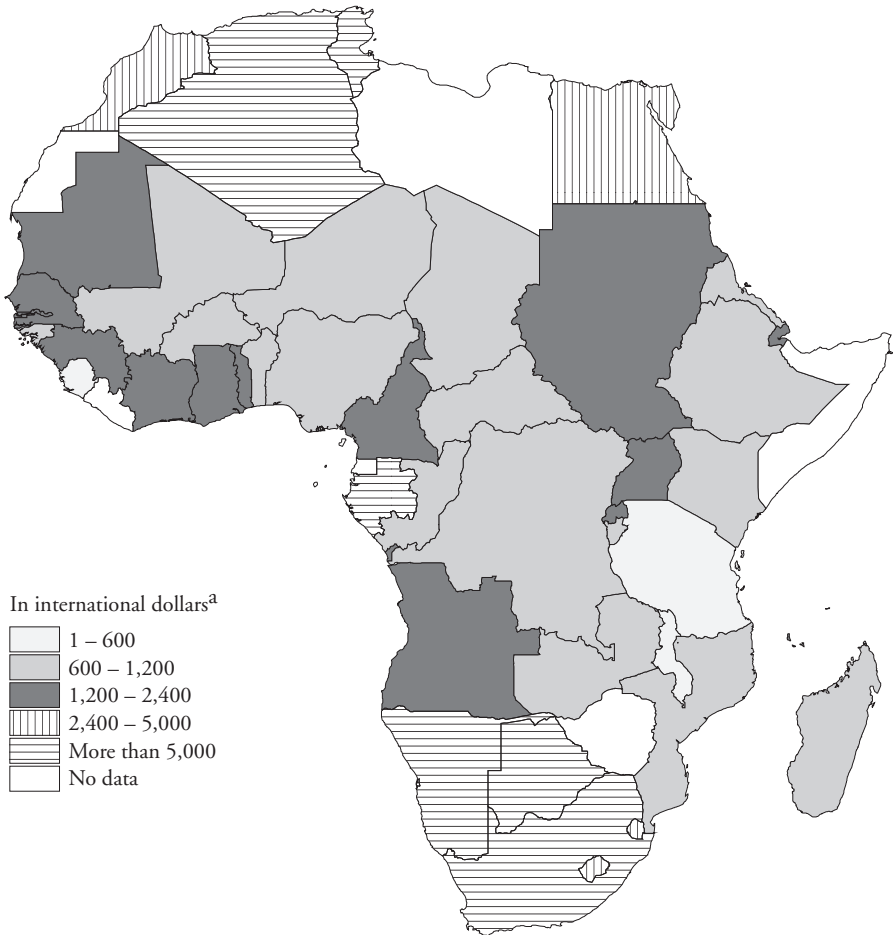 In international dollarsa
1 – 600
600 – 1,200
1,200 – 2,400
2,400 – 5,000
More than 5,000
No data